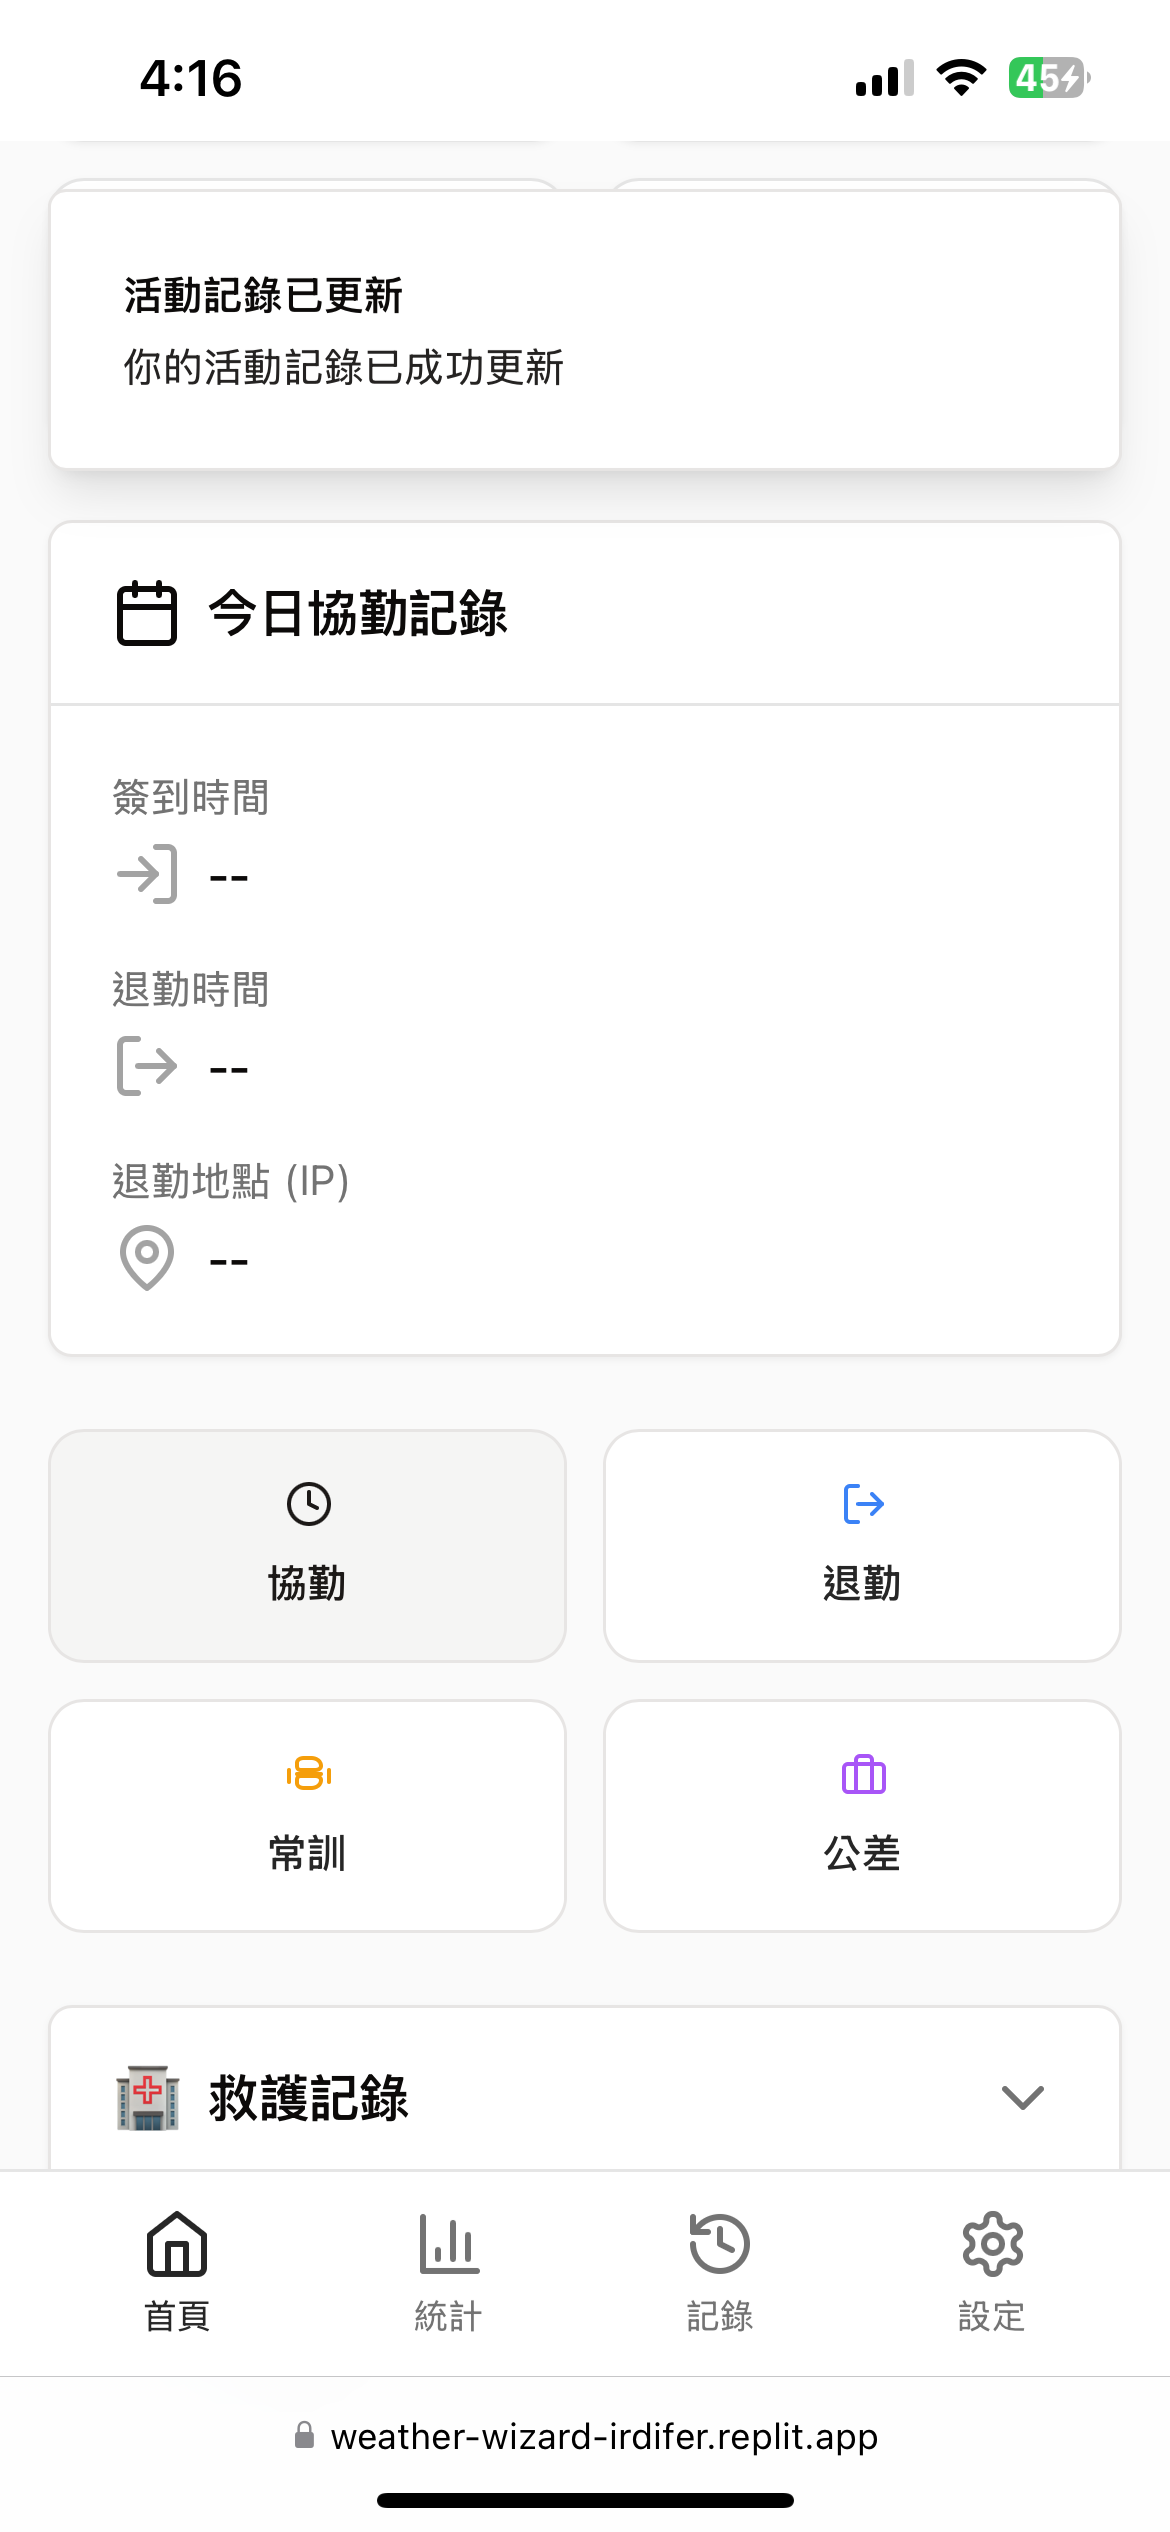 4:16
45
活動記錄已更新
你的活動記錄已成功更新
今日協勤記錄
簽到時間
--
退勤時間
--
退勤地點 (IP)
--
協勤
退勤
常訓
公差
救護記錄
首頁
統計
記錄
設定
weather-wizard-irdifer.replit.app